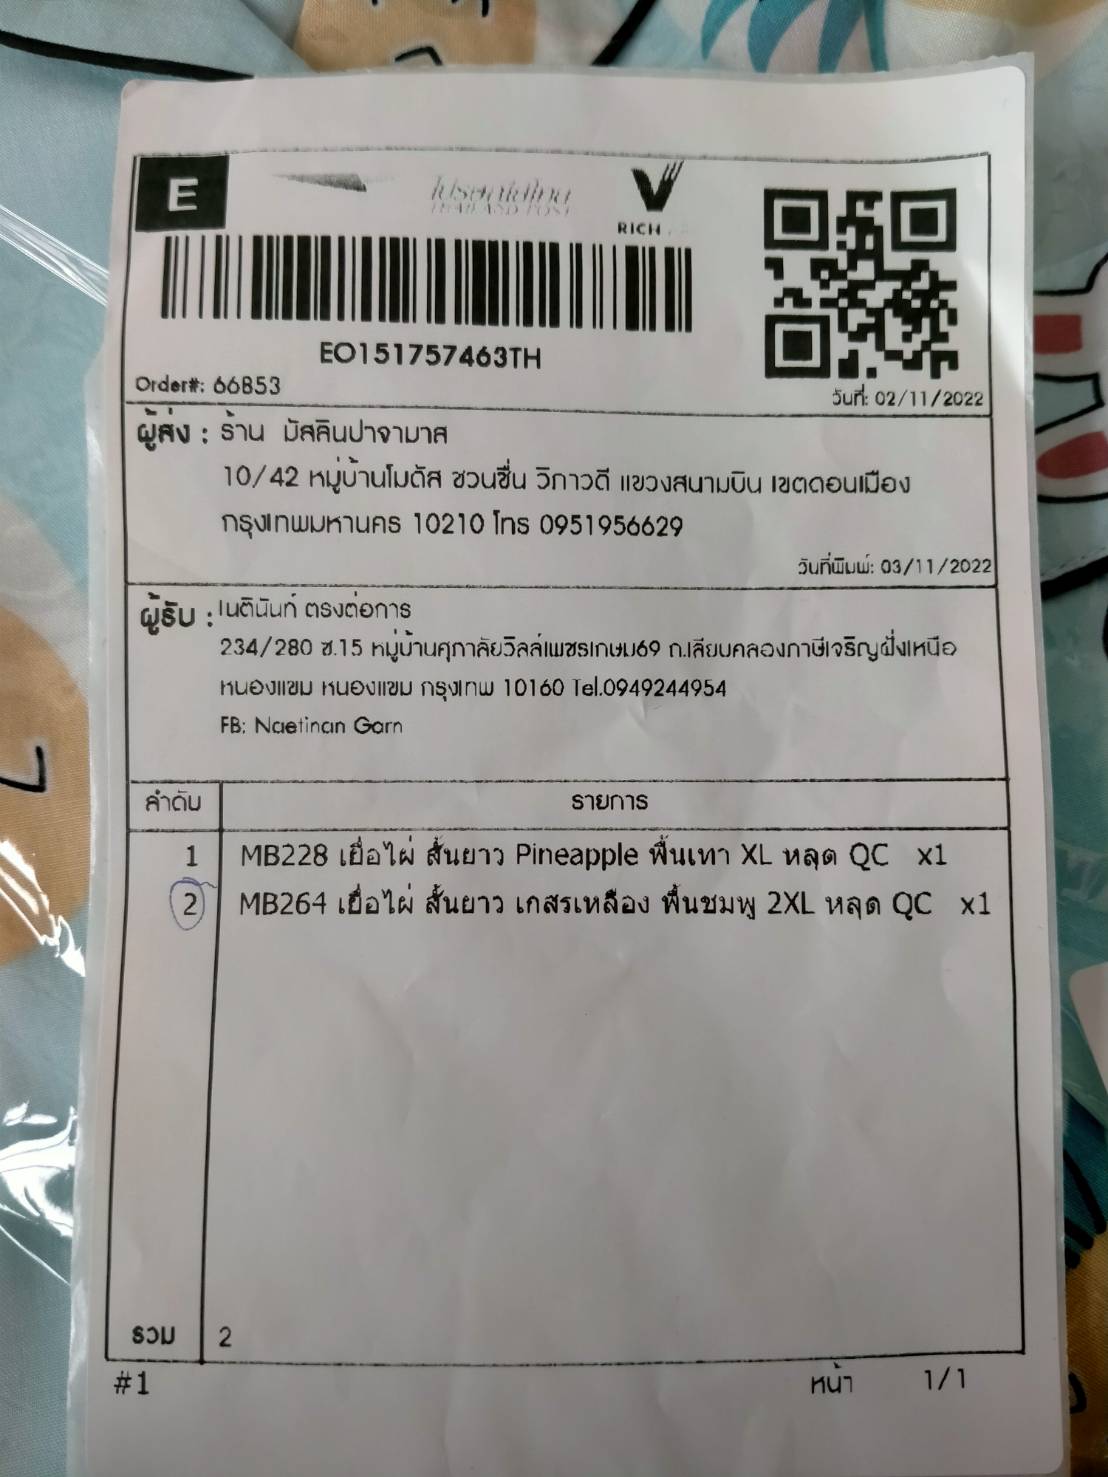 E
ไปรษณีย์ไทย
THAILAND POST
RICH
EO151757463TH
Order#: 66853
วันที่: 02/11/2022
ผู้ส่ง : ร้าน มัสลินปาจามาส
10/42 หมู่บ้านโมดัส ชวนชื่น วิภาวดี แขวงสนามบิน เขตดอนเมือง
กรุงเทพมหานคร 10210 โทร 0951956629
วันที่พิมพ์: 03/11/2022
ผู้รับ : เนตินันท์ ตรงต่อการ
234/280 ซ.15 หมู่บ้านศุภาลัยวิลล์เพชรเกษม69 ถ.เลียบคลองภาษีเจริญฝั่งเหนือ
หนองแขม หนองแขม กรุงเทพ 10160 Tel.0949244954
FB: Naetinan Garn
ลำดับ รายการ
1 MB228 เยื่อไผ่ สั้นยาว Pineapple พื้นเทา XL หลุด QC x1
2 MB264 เยื่อไผ่ สั้นยาว เกสรเหลือง พื้นชมพู 2XL หลุด QC x1
รวม 2
#1 หน้า 1/1